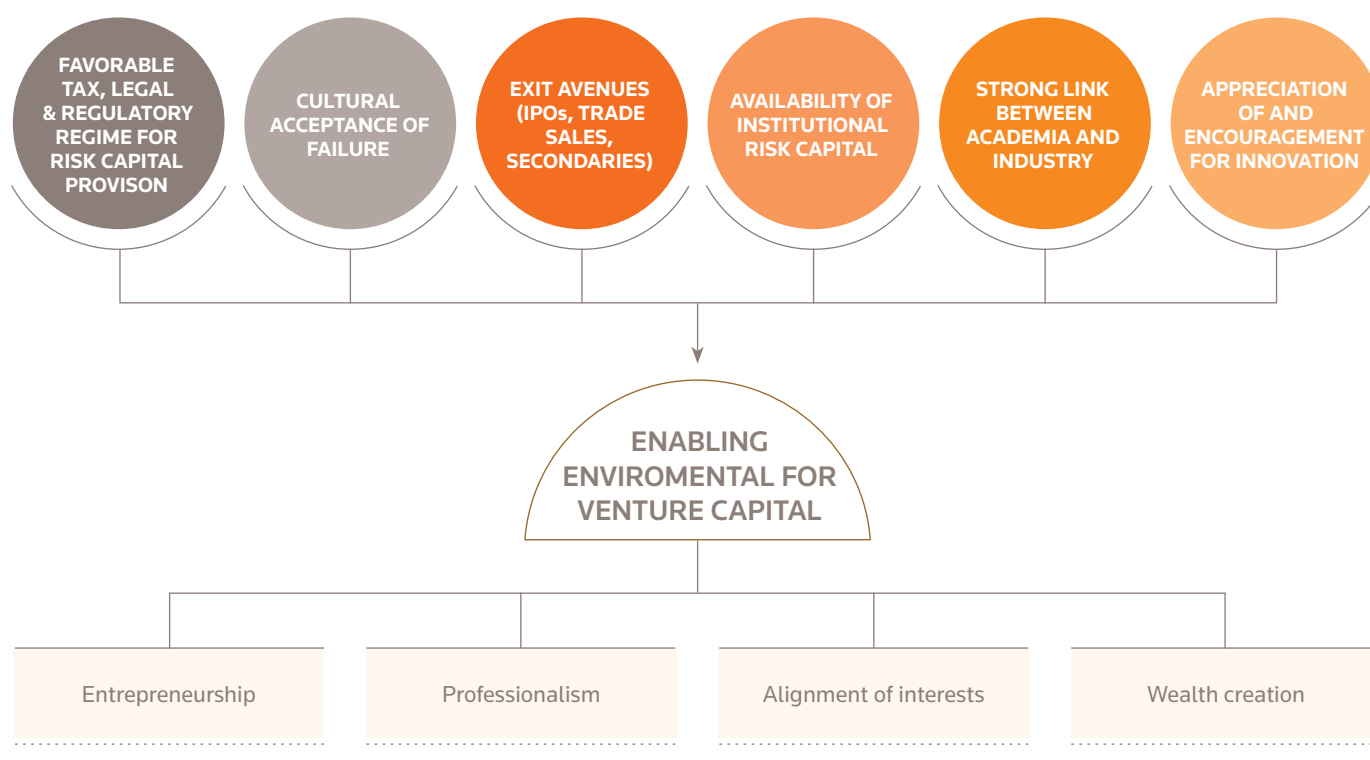 FAVORABLE
TAX, LEGAL
& REGULATORY
REGIME FOR
RISK CAPITAL
PROVISON
CULTURAL
ACCEPTANCE OF
FAILURE
EXIT AVENUES
(IPOs, TRADE
SALES,
SECONDARIES)
AVAILABILITY OF
INSTITUTIONAL
RISK CAPITAL
STRONG LINK
BETWEEN
ACADEMIA AND
INDUSTRY
APPRECIATION
OF AND
ENCOURAGEMENT
FOR INNOVATION
ENABLING
ENVIROMENTAL FOR
VENTURE CAPITAL
Entrepreneurship
Professionalism
Alignment of interests
Wealth creation